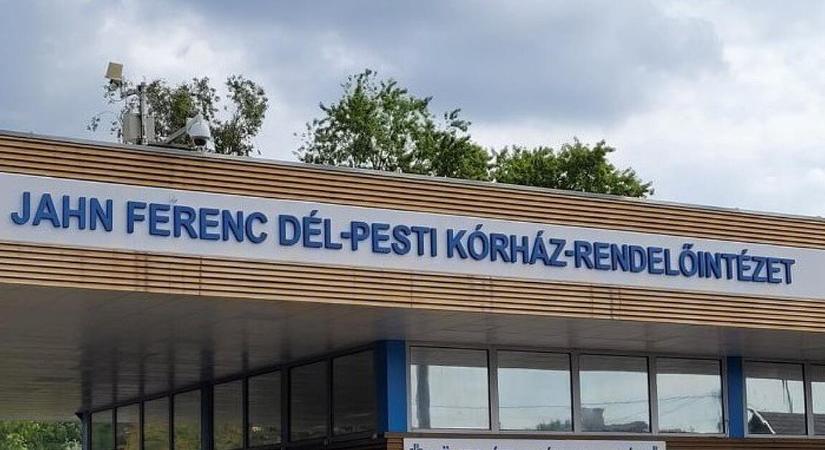 JAHN FERENC DÉL-PESTI KÓRHÁZ-RENDELŐINTÉZET